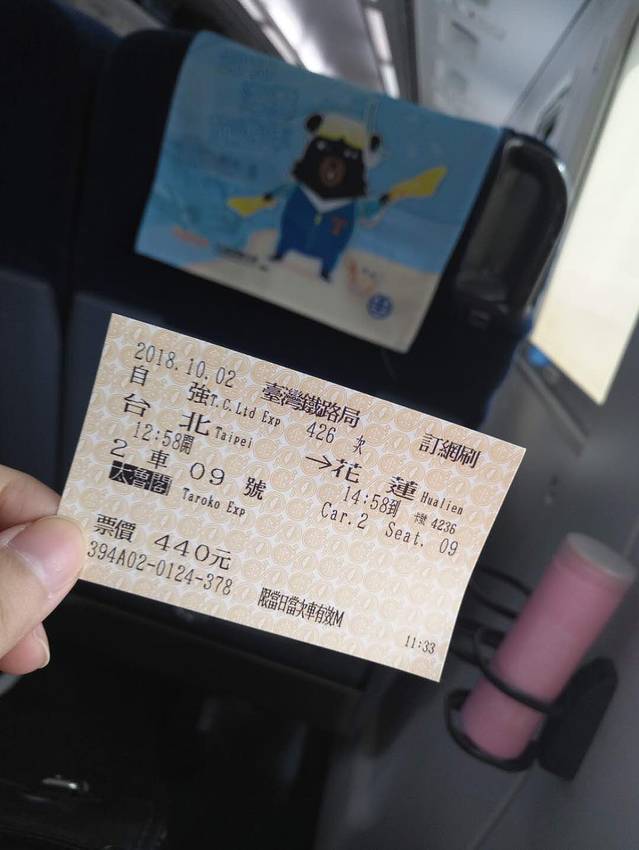 2018.10.02 臺灣鐵路局
自強 T.C.Ltd Exp 426 次 訂網刷
台北 Taipei → 花蓮 Hualien
12:58開 14:58到 4236
2 車 09 號 Car.2 Seat. 09
太魯閣 Taroko Exp
票價 440元
394A02-0124-378 限當日當次車有效M
11:33
T